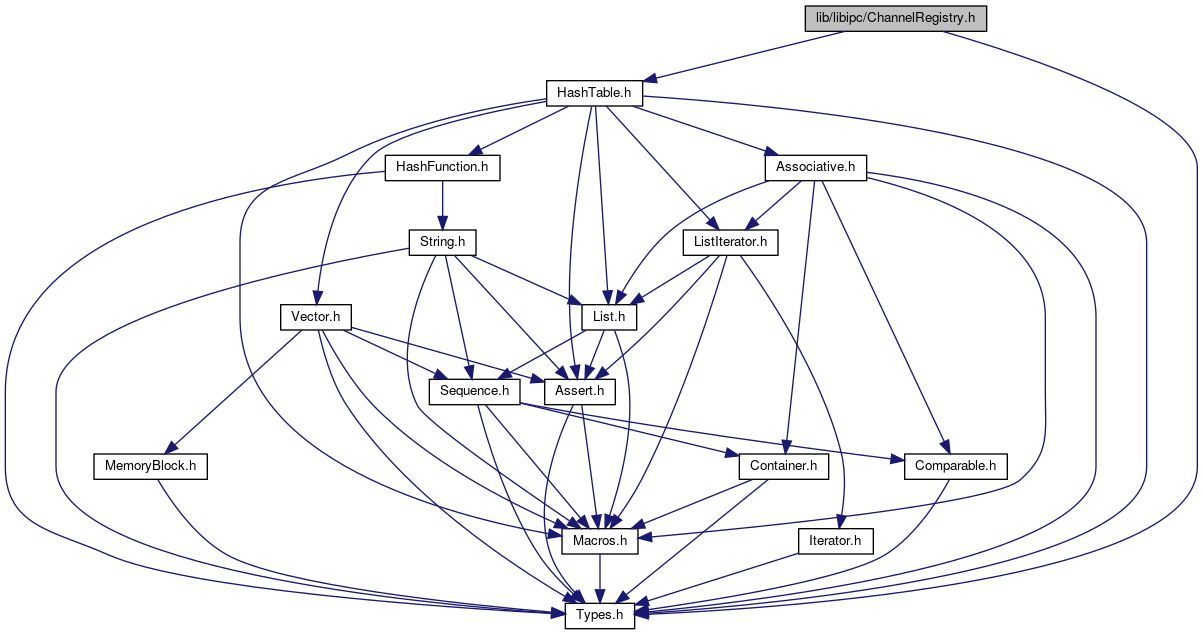 lib/libipc/ChannelRegistry.h
HashTable.h
HashFunction.h
Associative.h
String.h
ListIterator.h
Vector.h
List.h
Sequence.h
Assert.h
MemoryBlock.h
Container.h
Comparable.h
Macros.h
Iterator.h
Types.h